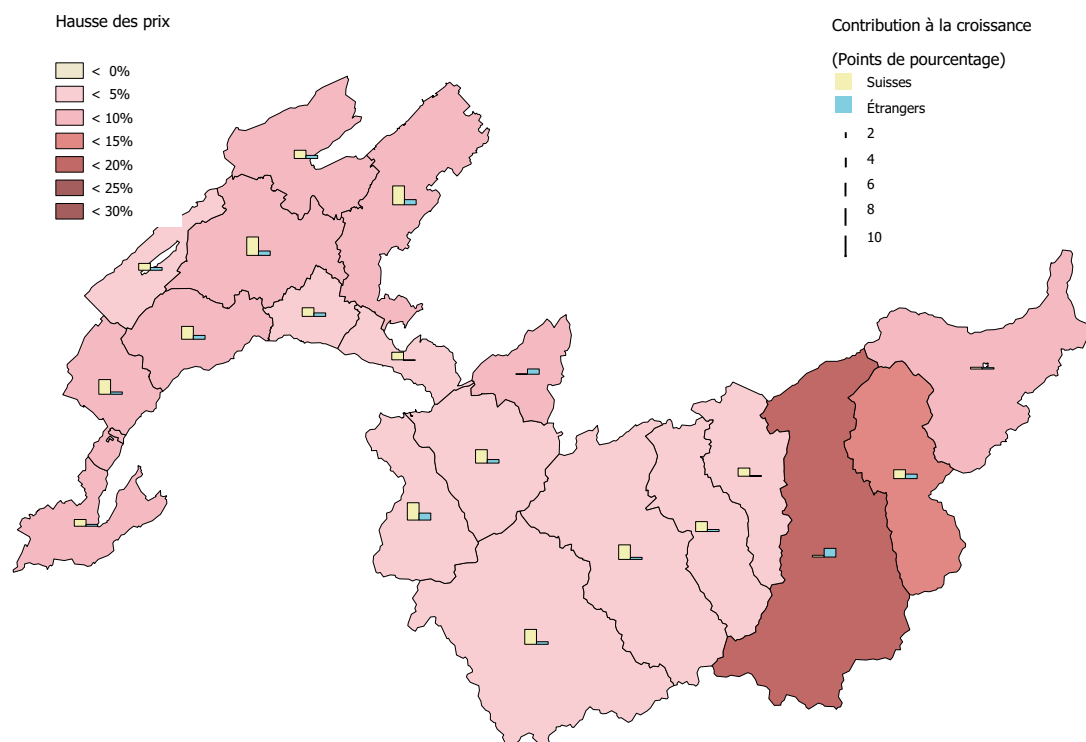 Hausse des prix
< 0%
< 5%
< 10%
< 15%
< 20%
< 25%
< 30%
Contribution à la croissance
(Points de pourcentage)
Suisses
Étrangers
2
4
6
8
10